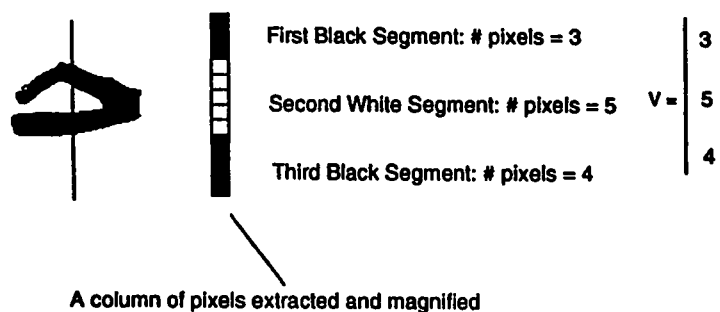 First Black Segment: # pixels = 3
Second White Segment: # pixels = 5
Third Black Segment: # pixels = 4
V =
3
5
4
A column of pixels extracted and magnified